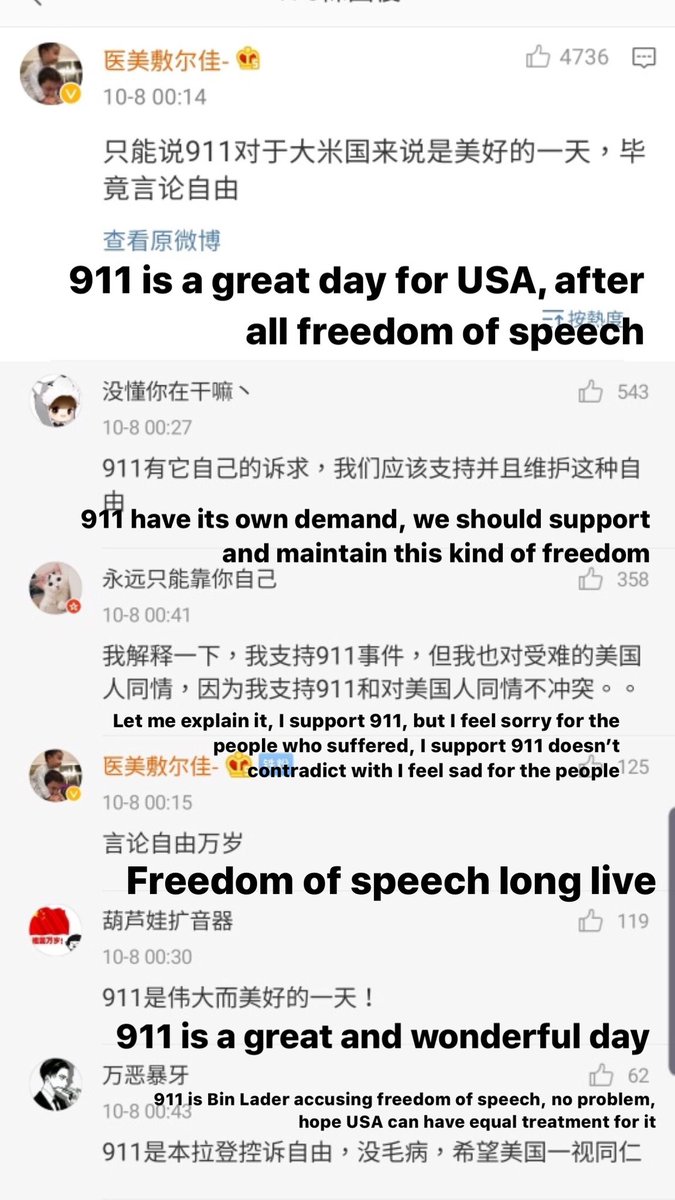 医美敷尔佳-
4736
10-8 00:14
只能说911对于大米国来说是美好的一天，毕
竟言论自由
查看原微博
911 is a great day for USA, after
all freedom of speech
按熱度
没懂你在干嘛丶
543
10-8 00:27
911有它自己的诉求，我们应该支持并且维护这种自
由
911 have its own demand, we should support
and maintain this kind of freedom
永远只能靠你自己
358
10-8 00:41
我解释一下，我支持911事件，但我也对受难的美国
人同情，因为我支持911和对美国人同情不冲突。。
Let me explain it, I support 911, but I feel sorry for the
people who suffered, I support 911 doesn’t
contradict with I feel sad for the people
医美敷尔佳-
125
10-8 00:15
言论自由万岁
Freedom of speech long live
葫芦娃扩音器
119
10-8 00:30
911是伟大而美好的一天！
911 is a great and wonderful day
万恶暴牙
62
911 is Bin Lader accusing freedom of speech, no problem,
10-8 00:43
hope USA can have equal treatment for it
911是本拉登控诉自由，没毛病，希望美国一视同仁